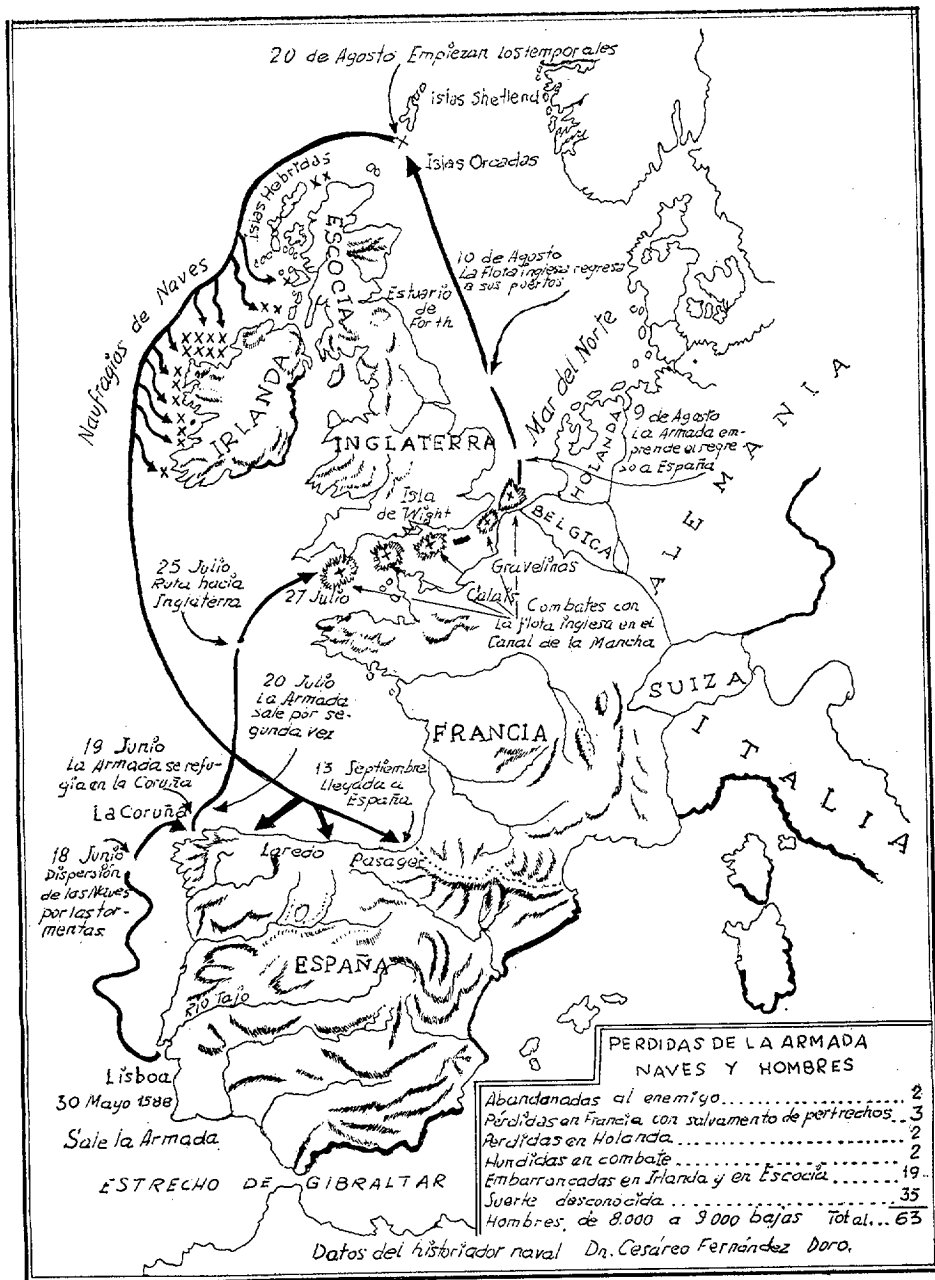 20 de Agosto Empiezan los temporales
islas Shetlend
Islas Orcadas
Islas Hebridas
ESCOCIA
10 de Agosto
La Flota inglesa regresa
a sus puertos
Estuario
de
Forth
Naufragios de Naves
IRLANDA
INGLATERRA
Mar del Norte
HOLANDA
9 de Agosto
La Armada em-
prende el regre
so a España
ALEMANIA
Isla
de Wight
BELGICA
Gravelinas
Calais
25 Julio
Ruta hacia
Inglaterra
27 Julio
Combates con
La flota inglesa en el
Canal de la Mancha
SUIZA
ITALIA
20 Julio
La Armada
sale por se-
gunda vez
FRANCIA
19 Junio
La Armada se refu-
gia en la Coruña
La Coruña
13 Septiembre
Llegada a
España
Laredo
Pasages
18 Junio
Dispersión
de las Naves
por las tor-
mentas
ESPAÑA
Rio Tajo
Lisboa
30 Mayo 1588
Sale la Armada
ESTRECHO DE GIBRALTAR
PERDIDAS DE LA ARMADA
NAVES Y HOMBRES
Abandanadas al enemigo.................... 2
Pérdidas en Francia con salvamento de pertrechos.. 3
Perdidas en Holanda.................... 2
Hundidas en combate.................... 2
Embarrancadas en Irlanda y en Escocia........ 19
Suerte desconocida.................... 35
Hombres, de 8.000 a 9.000 bajas Total... 63
Datos del historiador naval Dn. Cesáreo Fernández Doro.